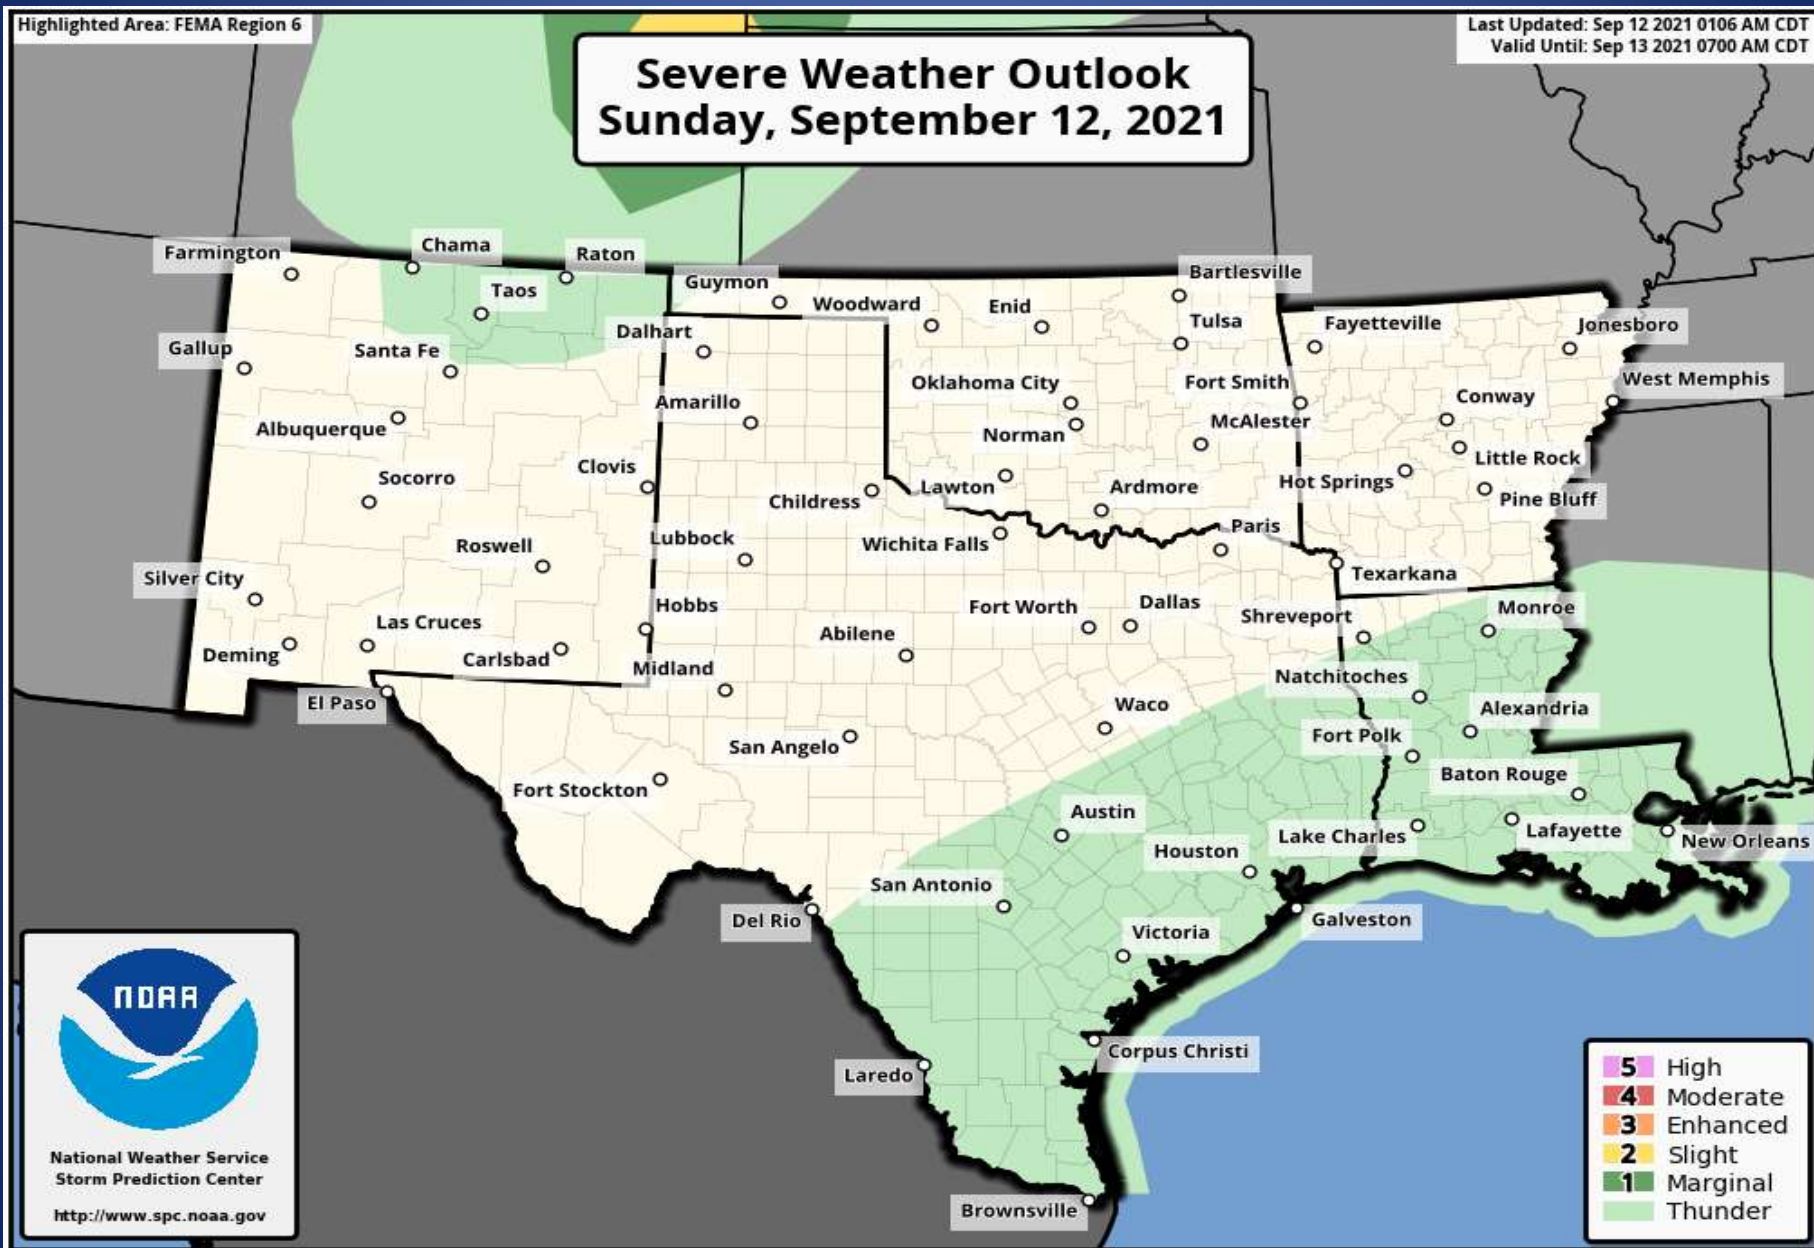 Highlighted Area: FEMA Region 6
Last Updated: Sep 12 2021 0106 AM CDT
Valid Until: Sep 13 2021 0700 AM CDT
Severe Weather Outlook
Sunday, September 12, 2021
Farmington
Chama
Raton
Taos
Guymon
Woodward
Enid
Bartlesville
Tulsa
Fayetteville
Jonesboro
Gallup
Santa Fe
Dalhart
Oklahoma City
Fort Smith
West Memphis
Conway
Albuquerque
Amarillo
Norman
McAlester
Little Rock
Socorro
Clovis
Childress
Lawton
Ardmore
Hot Springs
Pine Bluff
Roswell
Lubbock
Wichita Falls
Paris
Texarkana
Silver City
Hobbs
Fort Worth
Dallas
Shreveport
Monroe
Las Cruces
Abilene
Deming
Carlsbad
Midland
Natchitoches
El Paso
Waco
Alexandria
San Angelo
Fort Polk
Fort Stockton
Baton Rouge
Austin
Lake Charles
Lafayette
New Orleans
Houston
San Antonio
Del Rio
Galveston
Victoria
Corpus Christi
Laredo
Brownsville
NOAA
National Weather Service
Storm Prediction Center
http://www.spc.noaa.gov
5 High
4 Moderate
3 Enhanced
2 Slight
1 Marginal
Thunder